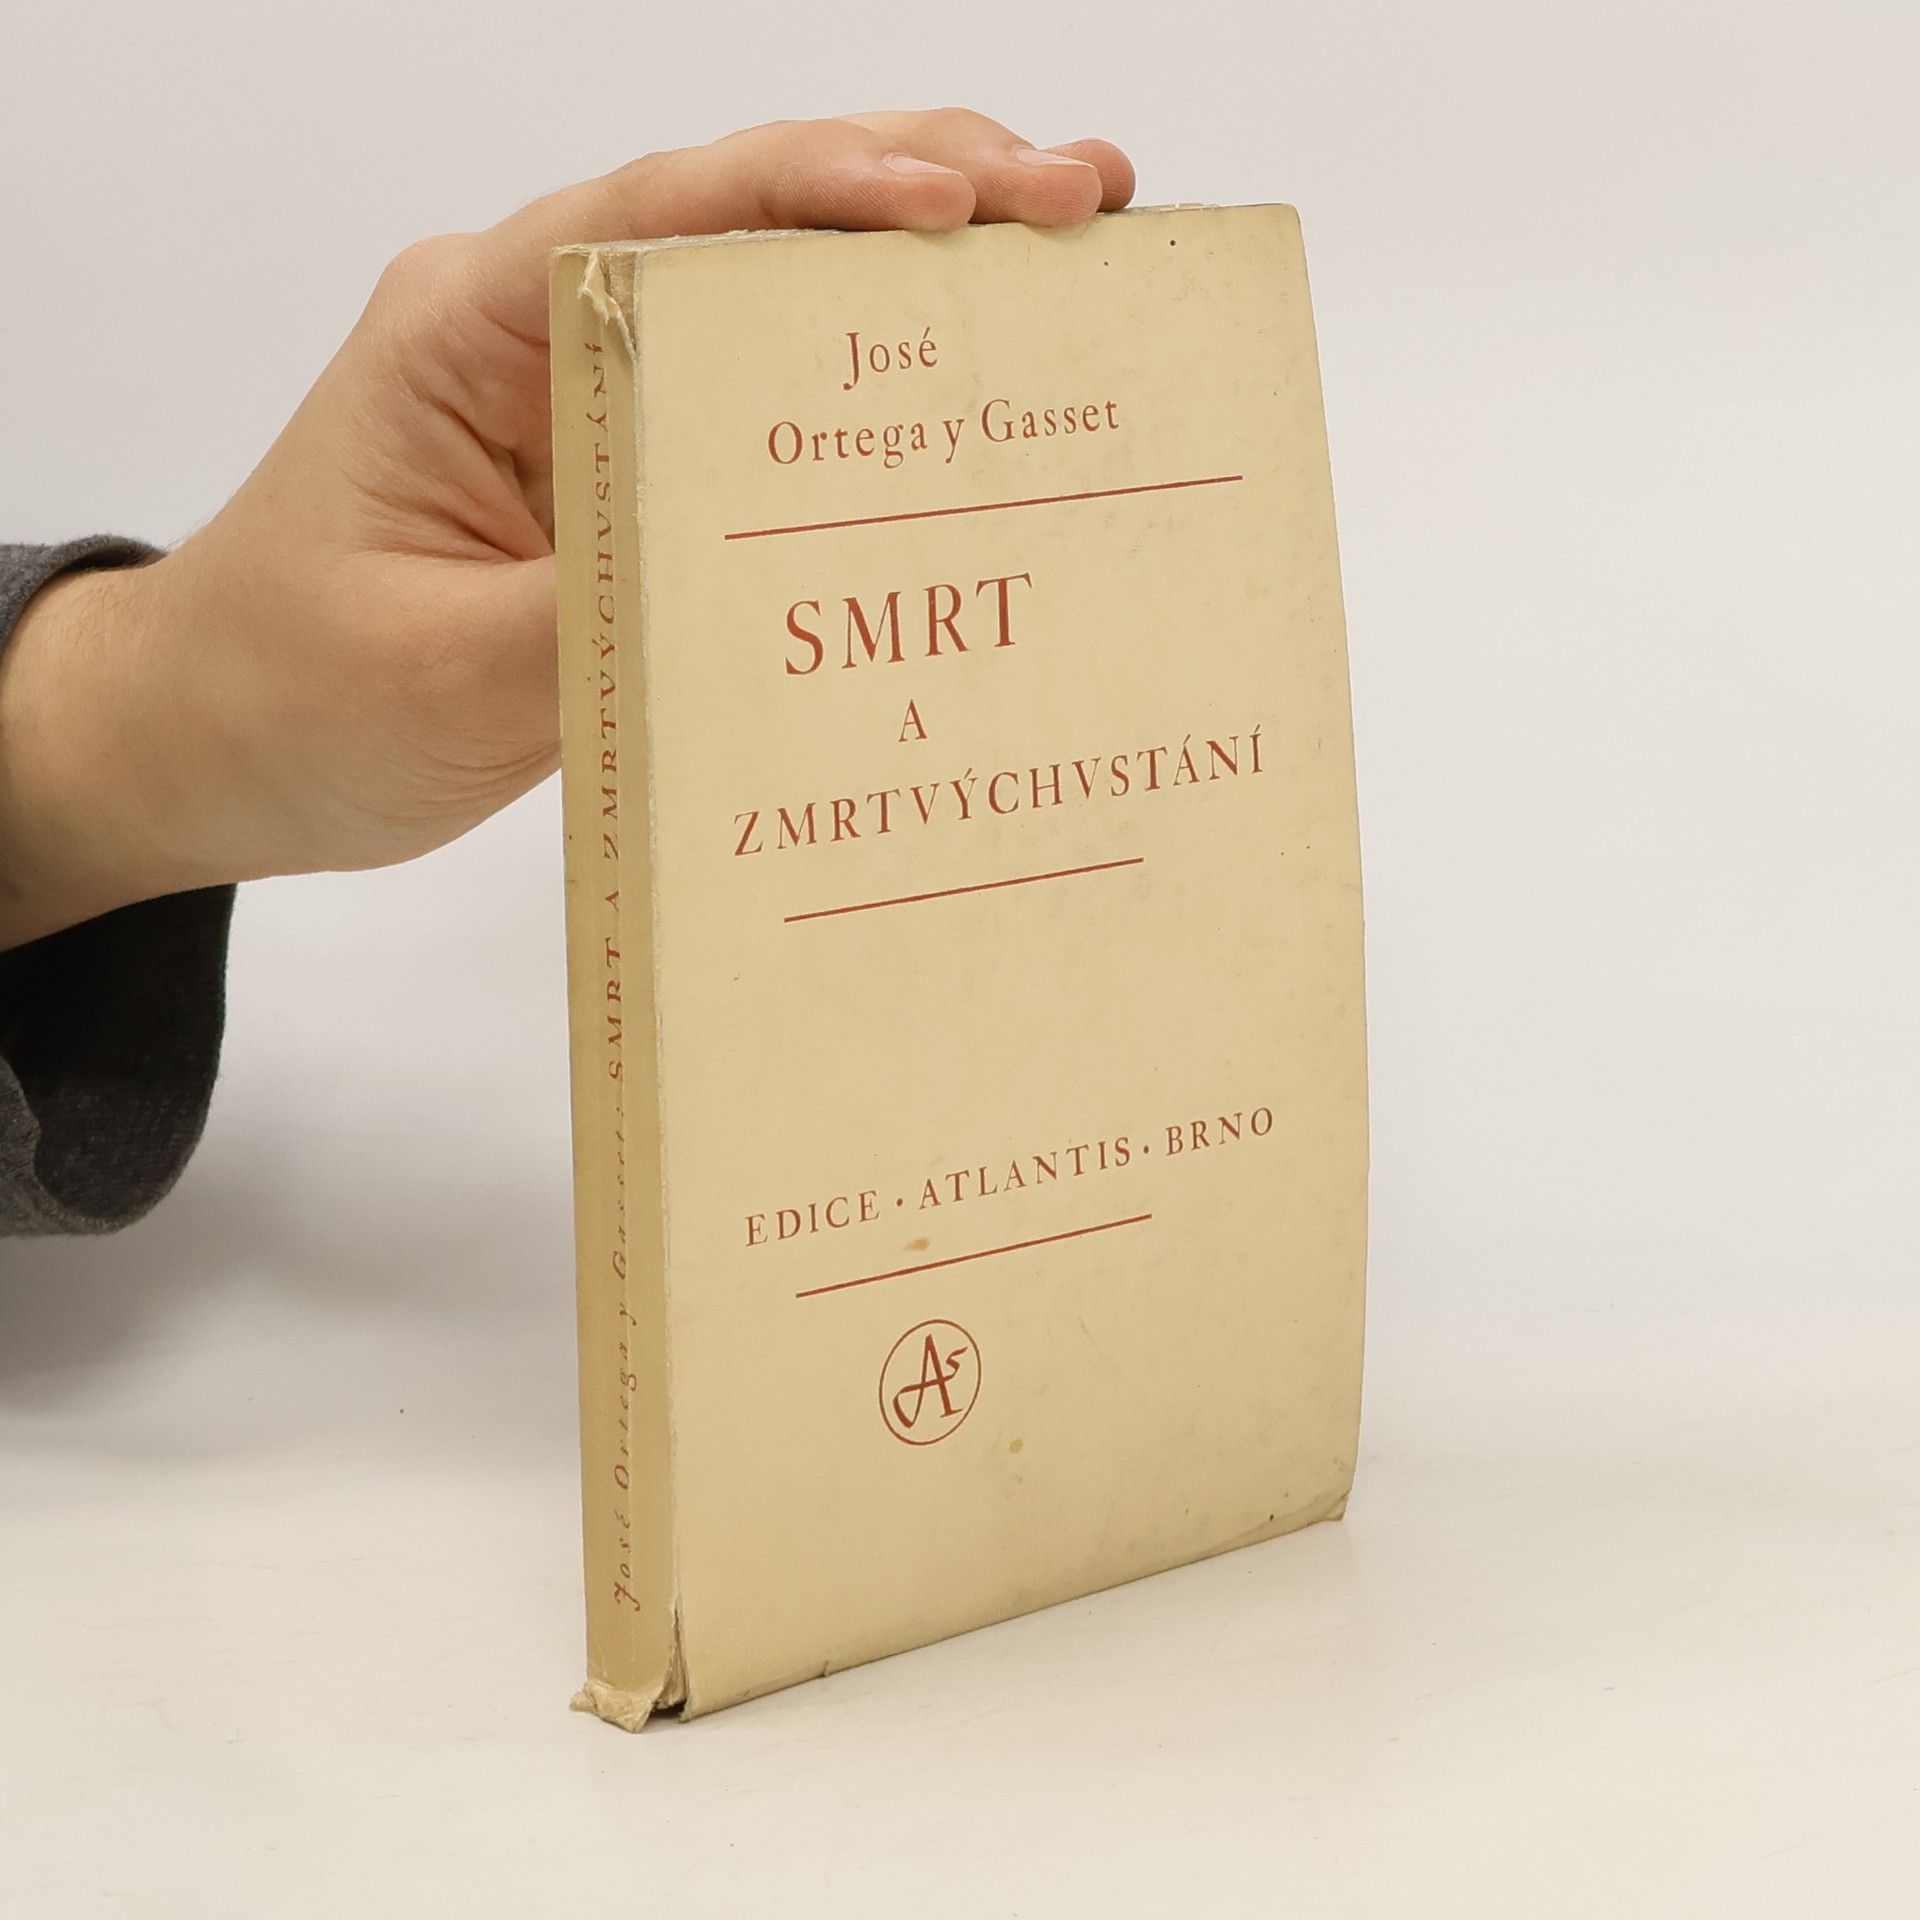 José
Ortega y Gasset
SMRT
A
ZMRTVÝCHVSTÁNÍ
EDICE · ATLANTIS · BRNO
As
José Ortega y Gasset: SMRT A ZMRTVÝCHVSTÁNÍ